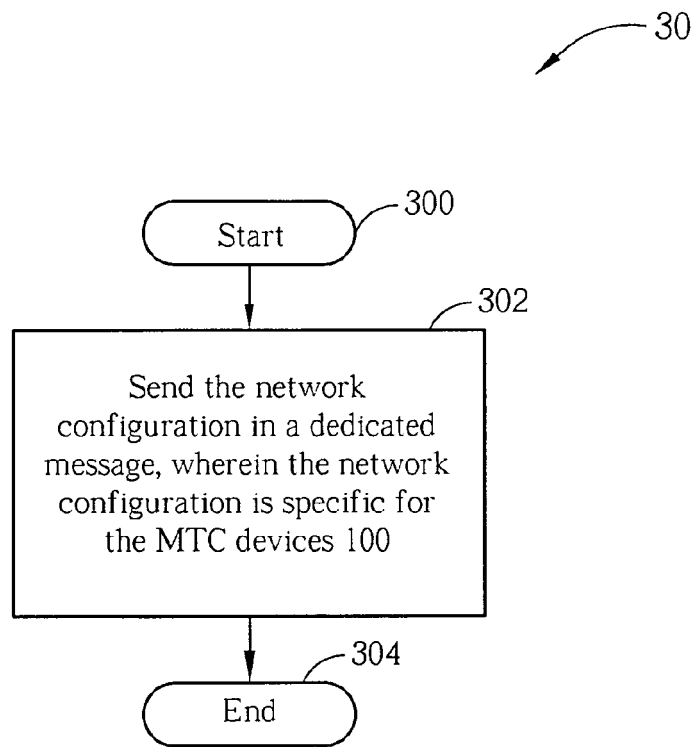 30
300
Start
302
Send the network
configuration in a dedicated
message, wherein the network
configuration is specific for
the MTC devices 100
304
End